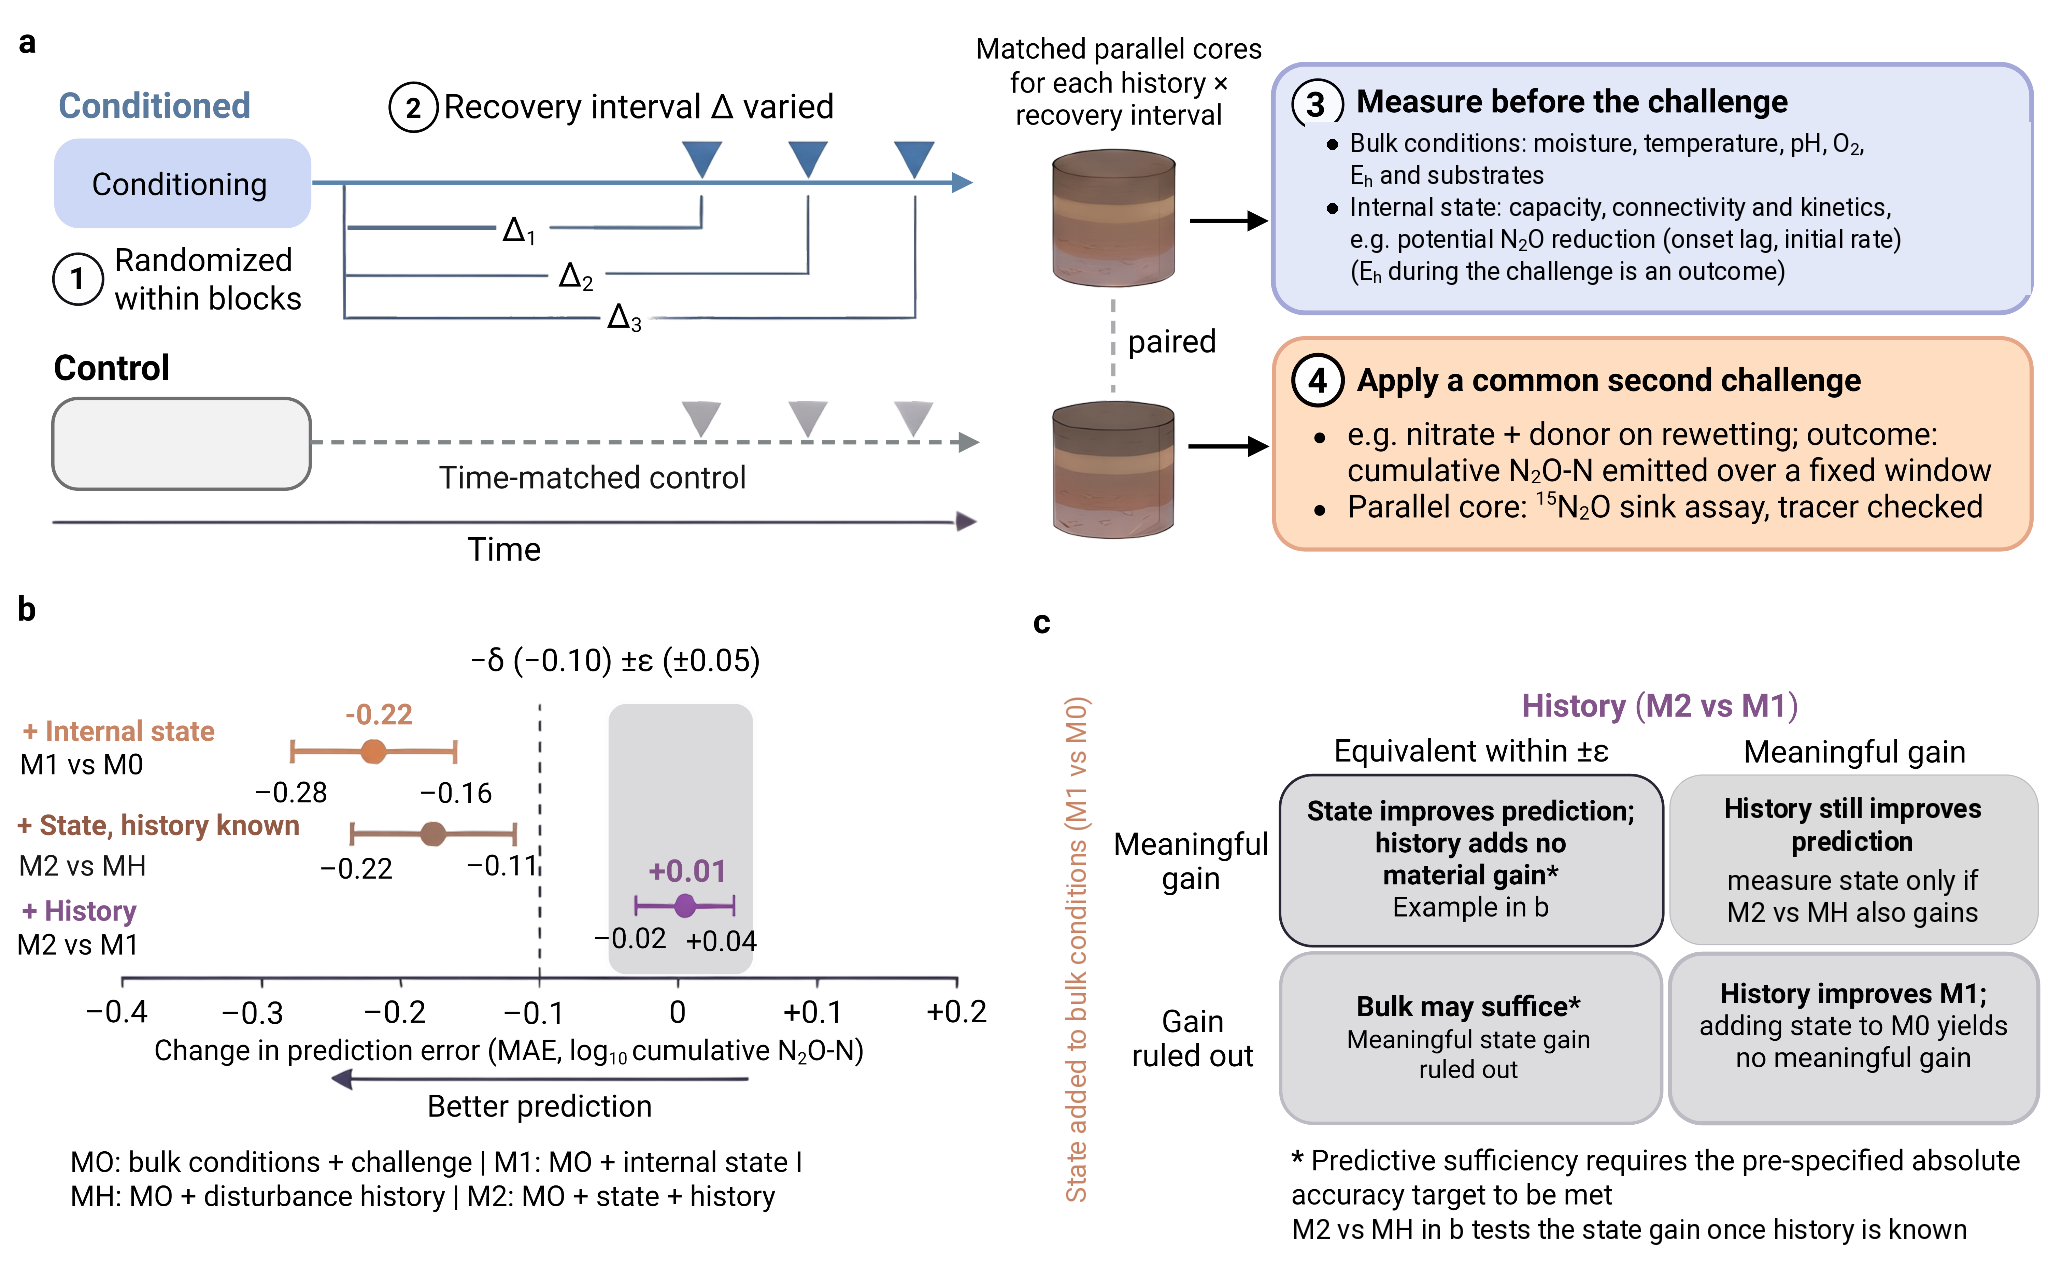 a
Conditioned
Conditioning
1 Randomized
within blocks
2 Recovery interval Δ varied
Δ1
Δ2
Δ3
Control
Time-matched control
Time
Matched parallel cores
for each history ×
recovery interval
paired
3 Measure before the challenge
• Bulk conditions: moisture, temperature, pH, O₂,
Eₕ and substrates
• Internal state: capacity, connectivity and kinetics,
e.g. potential N₂O reduction (onset lag, initial rate)
(Eₕ during the challenge is an outcome)
4 Apply a common second challenge
• e.g. nitrate + donor on rewetting; outcome:
cumulative N₂O-N emitted over a fixed window
• Parallel core: ¹⁵N₂O sink assay, tracer checked
b
−δ (−0.10) ±ε (±0.05)
+ Internal state
M1 vs M0
-0.22
−0.28
−0.16
+ State, history known
M2 vs MH
−0.22
−0.11
+ History
M2 vs M1
+0.01
−0.02
+0.04
−0.4
−0.3
−0.2
−0.1
0
+0.1
+0.2
Change in prediction error (MAE, log₁₀ cumulative N₂O-N)
Better prediction
MO: bulk conditions + challenge | M1: MO + internal state I
MH: MO + disturbance history | M2: MO + state + history
c
State added to bulk conditions (M1 vs M0)
History (M2 vs M1)
Equivalent within ±ε
Meaningful gain
Meaningful
gain
State improves prediction;
history adds no
material gain*
Example in b
History still improves
prediction
measure state only if
M2 vs MH also gains
Gain
ruled out
Bulk may suffice*
Meaningful state gain
ruled out
History improves M1;
adding state to M0 yields
no meaningful gain
* Predictive sufficiency requires the pre-specified absolute
accuracy target to be met
M2 vs MH in b tests the state gain once history is known